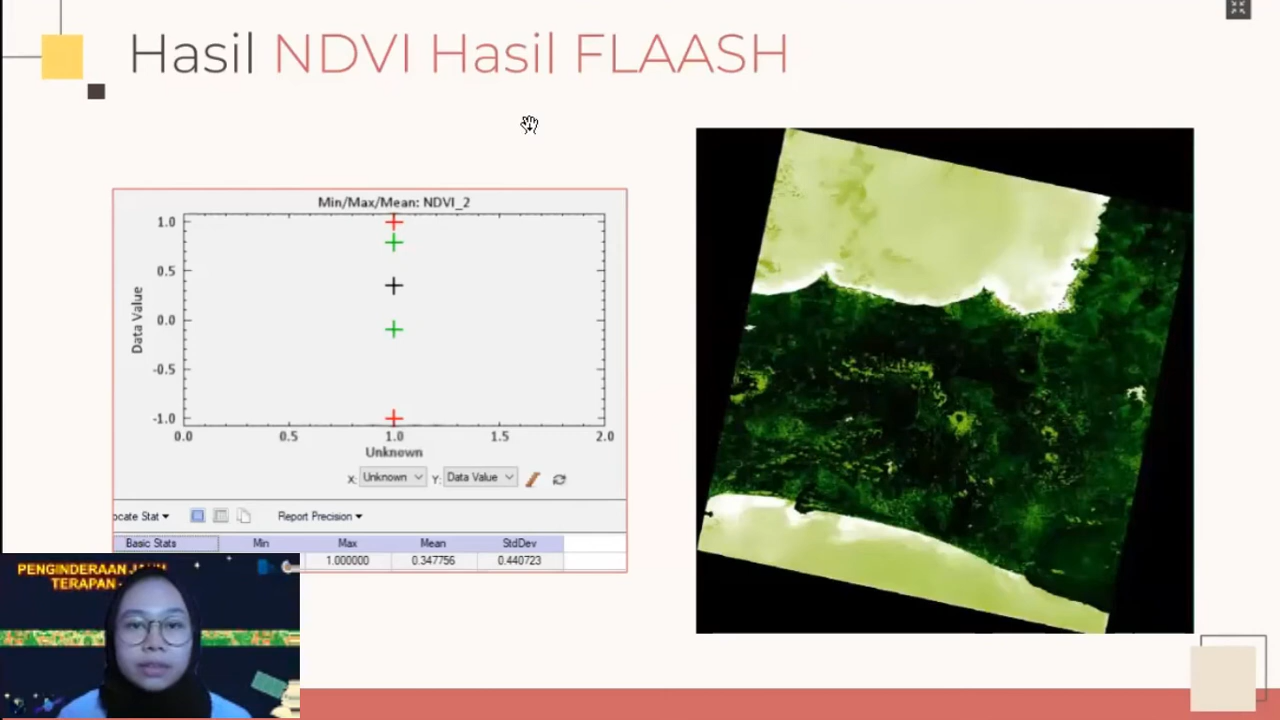 Hasil NDVI Hasil FLAASH
Min/Max/Mean: NDVI_2
Data Value
1.0
0.5
0.0
-0.5
-1.0
0.0 0.5 1.0 1.5 2.0
Unknown
X: Unknown Y: Data Value
ocate Stat Report Precision
Basic Stats Min Max Mean StdDev
1.000000 0.347756 0.440723
PENGINDERAAN JAUH
TERAPAN